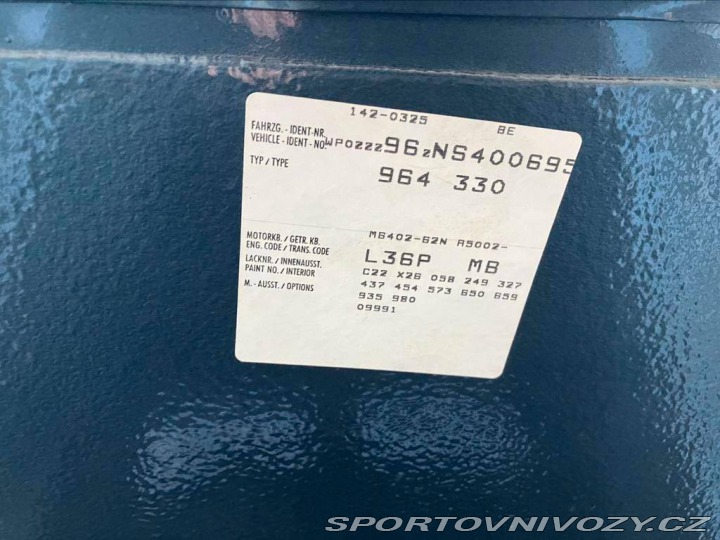 142-0325 BE
FAHRZG. - IDENT-NR.
VEHICLE - IDENT - NO. WP0ZZZ96ZNS400695
TYP / TYPE 964 330
MOTORKB. / GETR. KB. M6402-62N A5002-
ENG. CODE / TRANS. CODE
LACKNR. / INNENAUSST. L36P MB
PAINT NO. / INTERIOR C22 X26 058 249 327
M. - AUSST. / OPTIONS 437 454 573 650 659
935 980
09991
SPORTOVNIVOZY.CZ